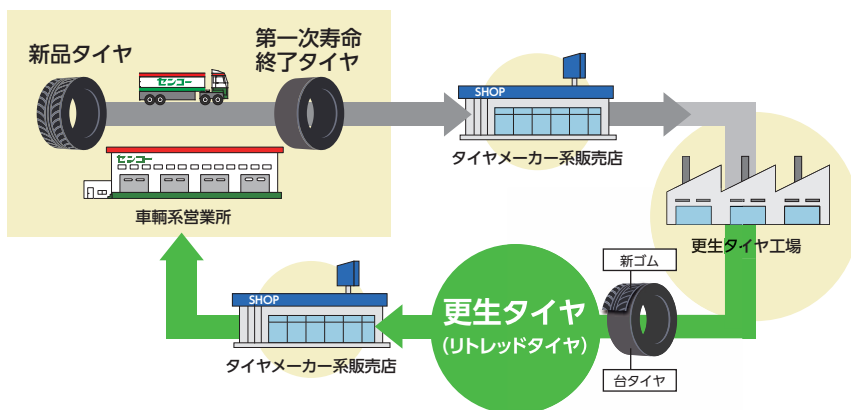 新品タイヤ
第一次寿命
終了タイヤ
センコー
SHOP
タイヤメーカー系販売店
センコー
車輌系営業所
更生タイヤ工場
新ゴム
更生タイヤ
(リトレッドタイヤ)
台タイヤ
SHOP
タイヤメーカー系販売店